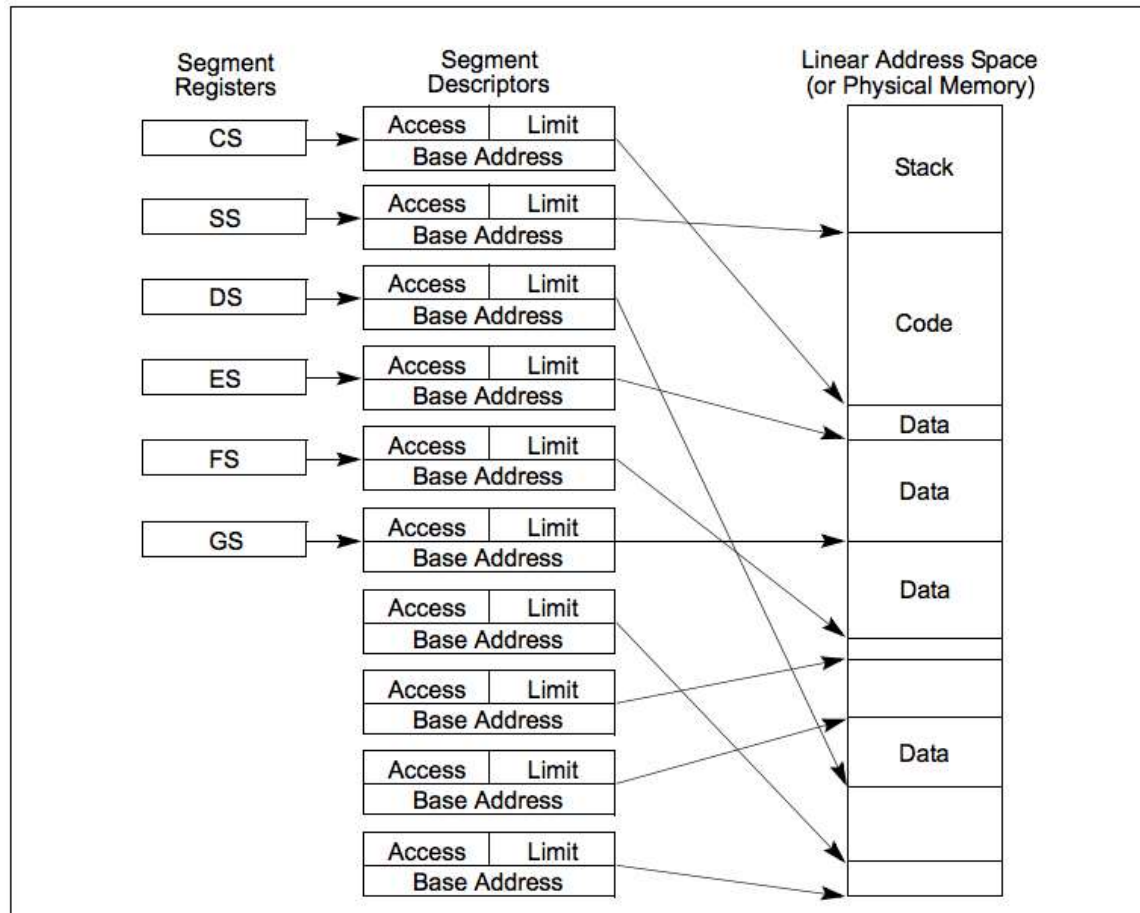 Segment
Registers
Segment
Descriptors
Linear Address Space
(or Physical Memory)
CS
Access Limit
Base Address
Stack
SS
Access Limit
Base Address
DS
Access Limit
Base Address
Code
ES
Access Limit
Base Address
Data
FS
Access Limit
Base Address
Data
GS
Access Limit
Base Address
Data
Access Limit
Base Address
Access Limit
Base Address
Access Limit
Base Address
Data
Access Limit
Base Address